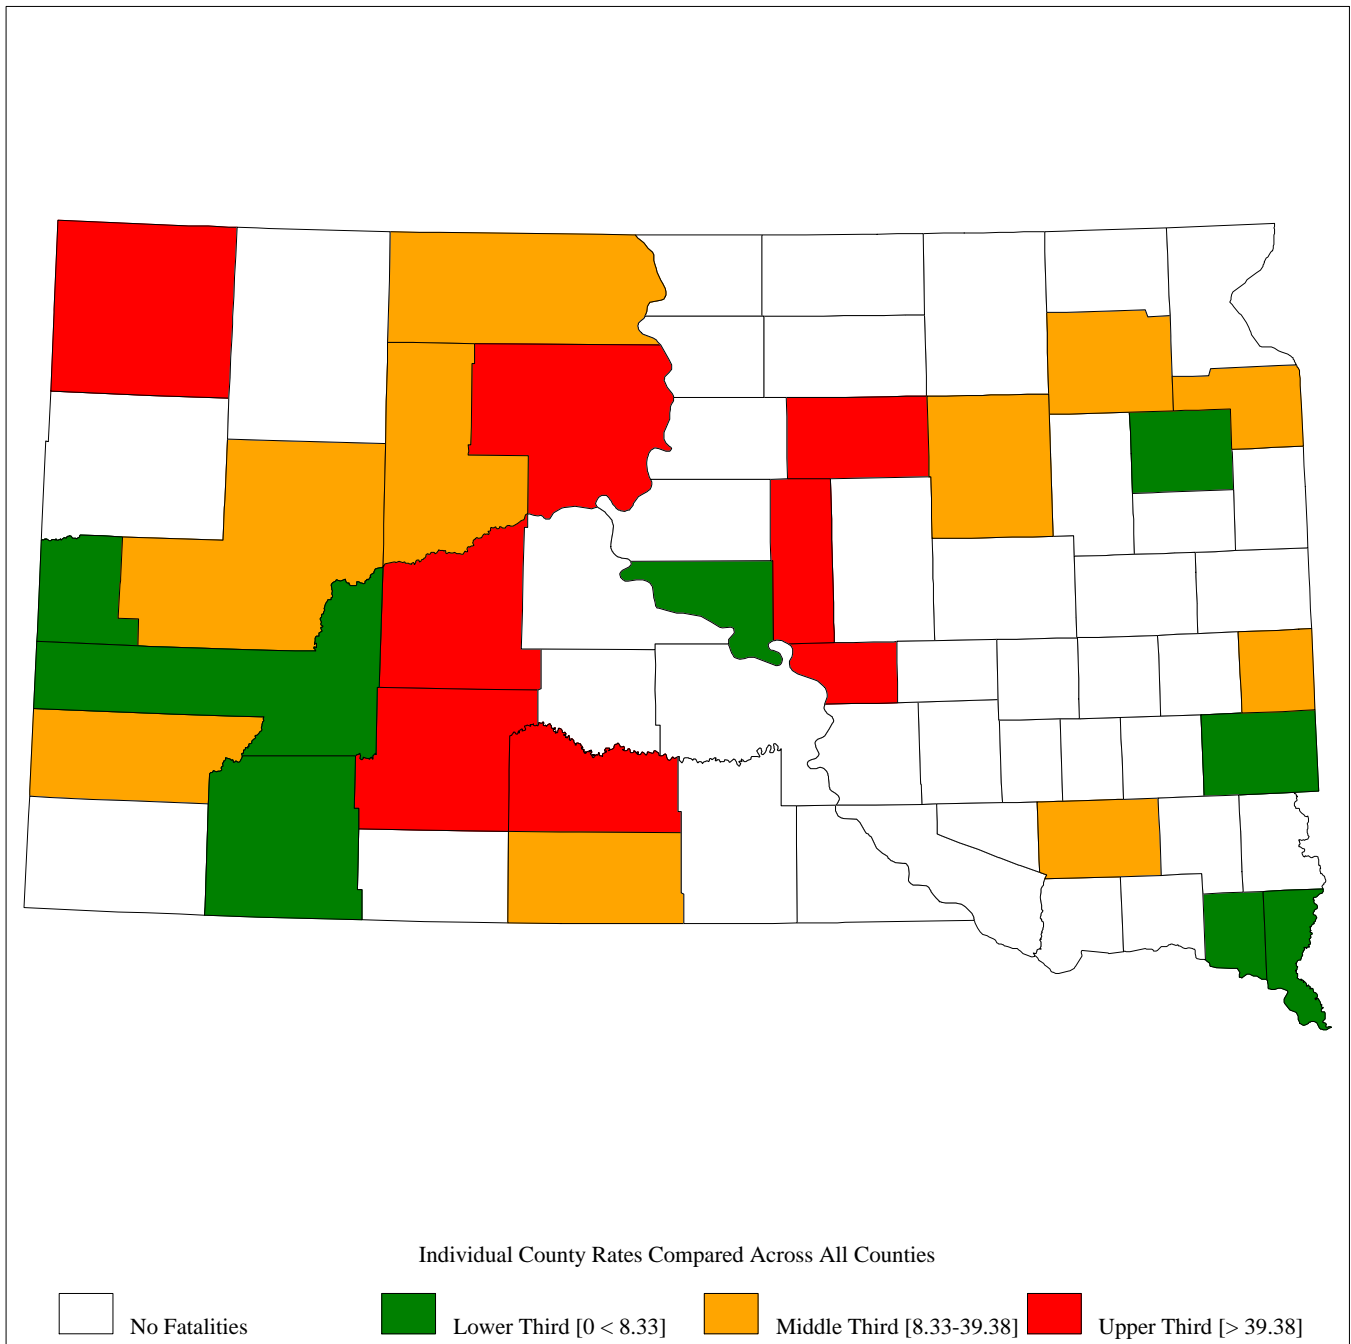 Individual County Rates Compared Across All Counties
No Fatalities Lower Third [0 < 8.33] Middle Third [8.33-39.38] Upper Third [> 39.38]